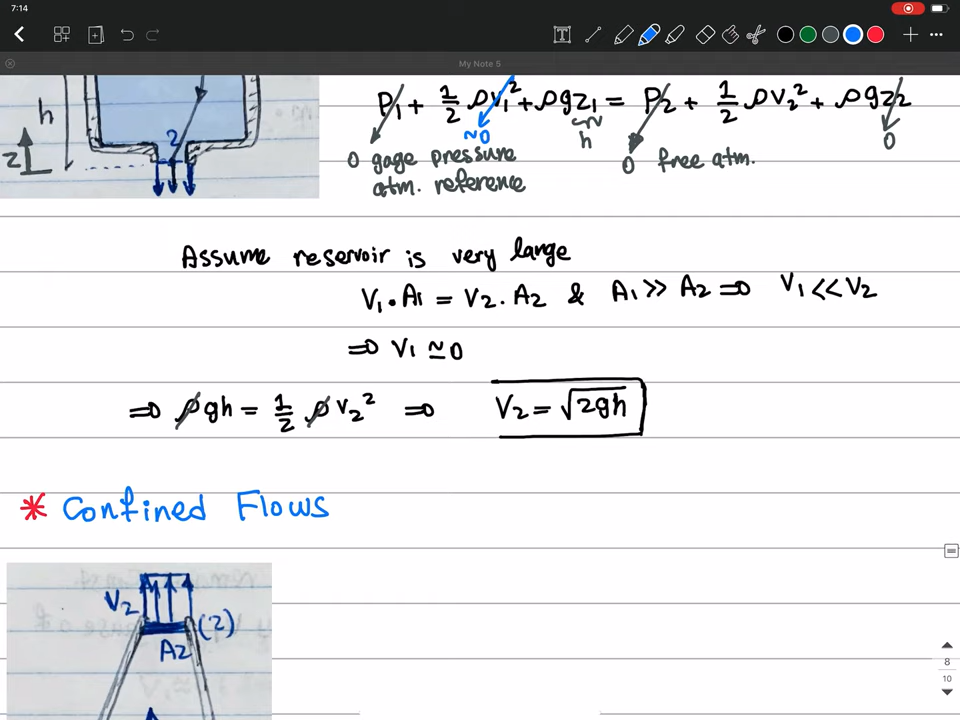 7:14
My Note 5
h
z
2
P1 + 1/2 ρv1² + ρgz1 = P2 + 1/2 ρv2² + ρgz2
~0
h
0
0 gage pressure
atm. reference
0 free atm.
Assume reservoir is very large
V1 · A1 = V2 . A2 & A1 >> A2 ⇒ V1 << V2
⇒ V1 ≃ 0
⇒ ρgh = 1/2 ρv2² ⇒ V2 = √2gh
* Confined Flows
V2
(2)
A2
8
10